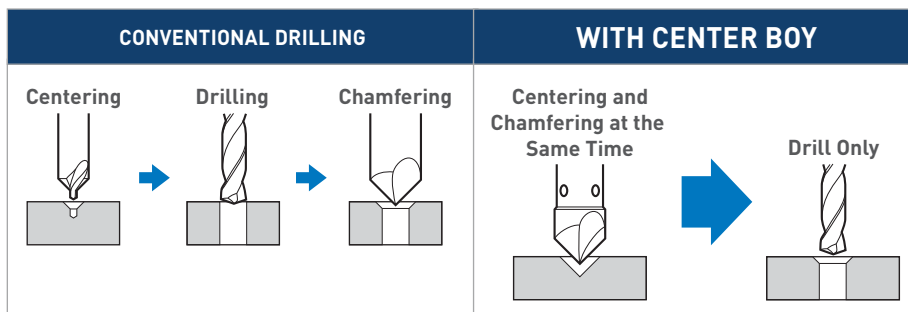 CONVENTIONAL DRILLING
WITH CENTER BOY
Centering
Drilling
Chamfering
Centering and
Chamfering at the
Same Time
Drill Only